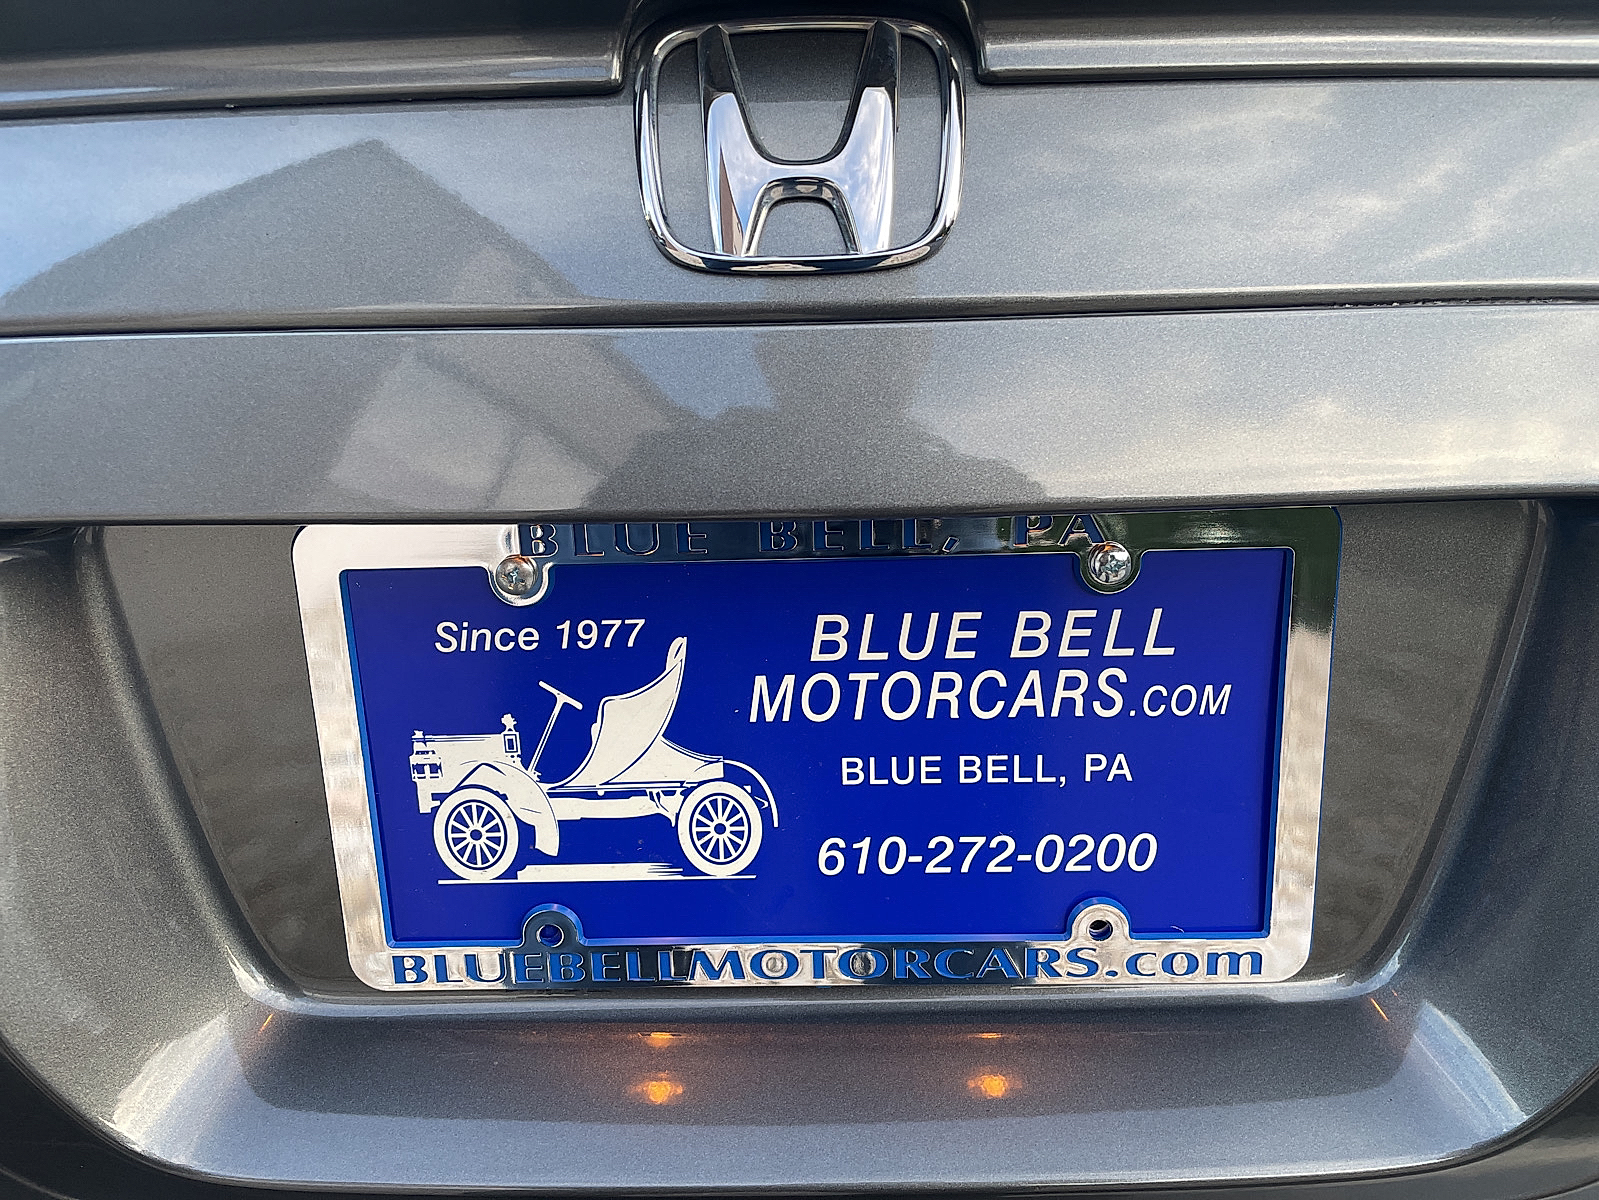 BLUE BELL, PA
Since 1977
BLUE BELL
MOTORCARS.COM
BLUE BELL, PA
610-272-0200
BLUEBELLMOTORCARS.com